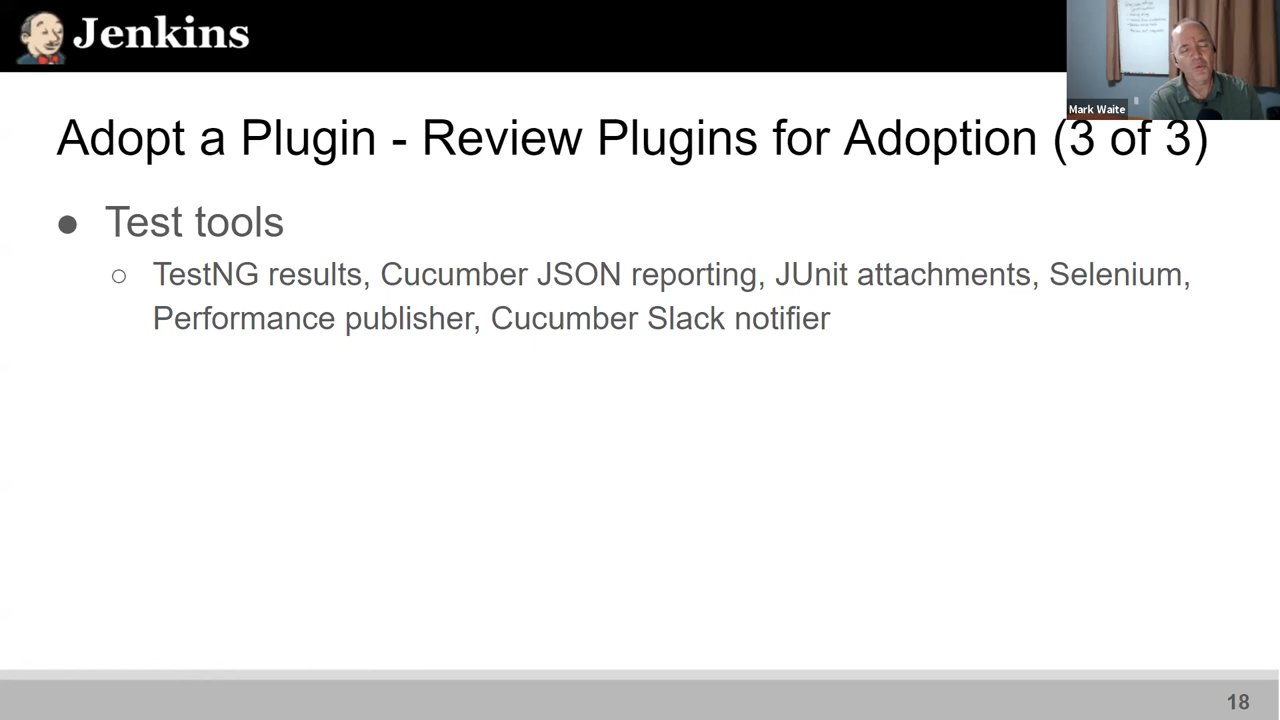 Jenkins
Mark Waite
Adopt a Plugin - Review Plugins for Adoption (3 of 3)
● Test tools
○ TestNG results, Cucumber JSON reporting, JUnit attachments, Selenium,
Performance publisher, Cucumber Slack notifier
18